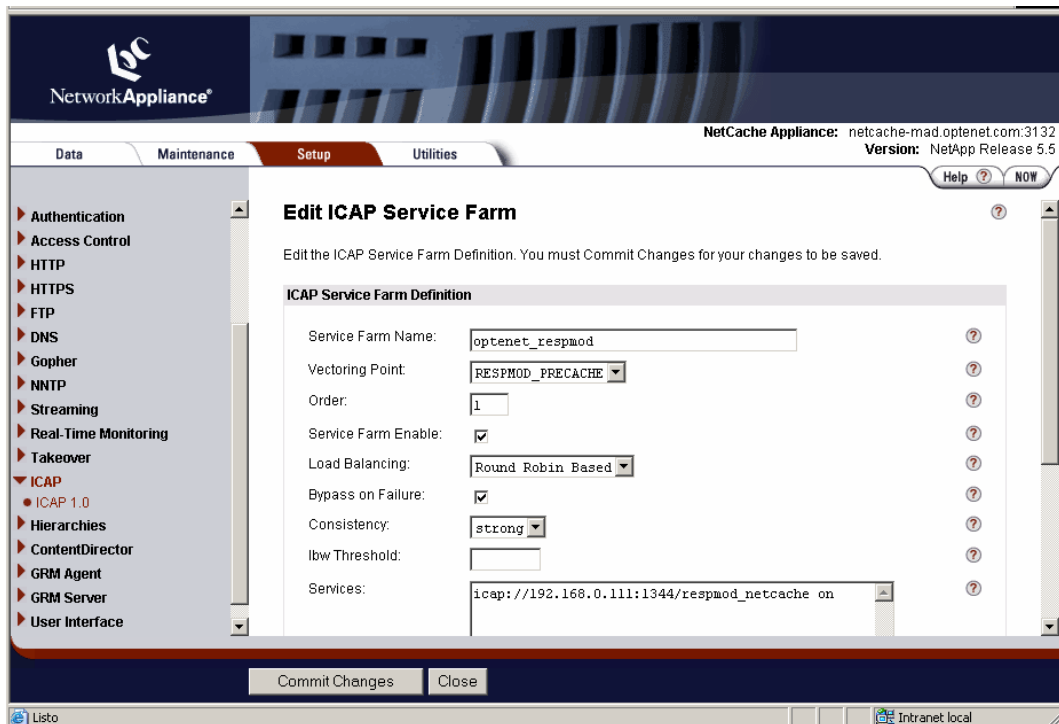 NetworkAppliance®
NetCache Appliance: netcache-mad.optenet.com:3132
Version: NetApp Release 5.5
Data Maintenance Setup Utilities
Help ? NOW
Authentication
Access Control
HTTP
HTTPS
FTP
DNS
Gopher
NNTP
Streaming
Real-Time Monitoring
Takeover
ICAP
ICAP 1.0
Hierarchies
ContentDirector
GRM Agent
GRM Server
User Interface
Edit ICAP Service Farm ?
Edit the ICAP Service Farm Definition. You must Commit Changes for your changes to be saved.
ICAP Service Farm Definition
Service Farm Name: optenet_respmod ?
Vectoring Point: RESPMOD_PRECACHE ?
Order: 1 ?
Service Farm Enable: ?
Load Balancing: Round Robin Based ?
Bypass on Failure: ?
Consistency: strong ?
lbw Threshold: ?
Services: icap://192.168.0.111:1344/respmod_netcache on ?
Commit Changes Close
Listo Intranet local